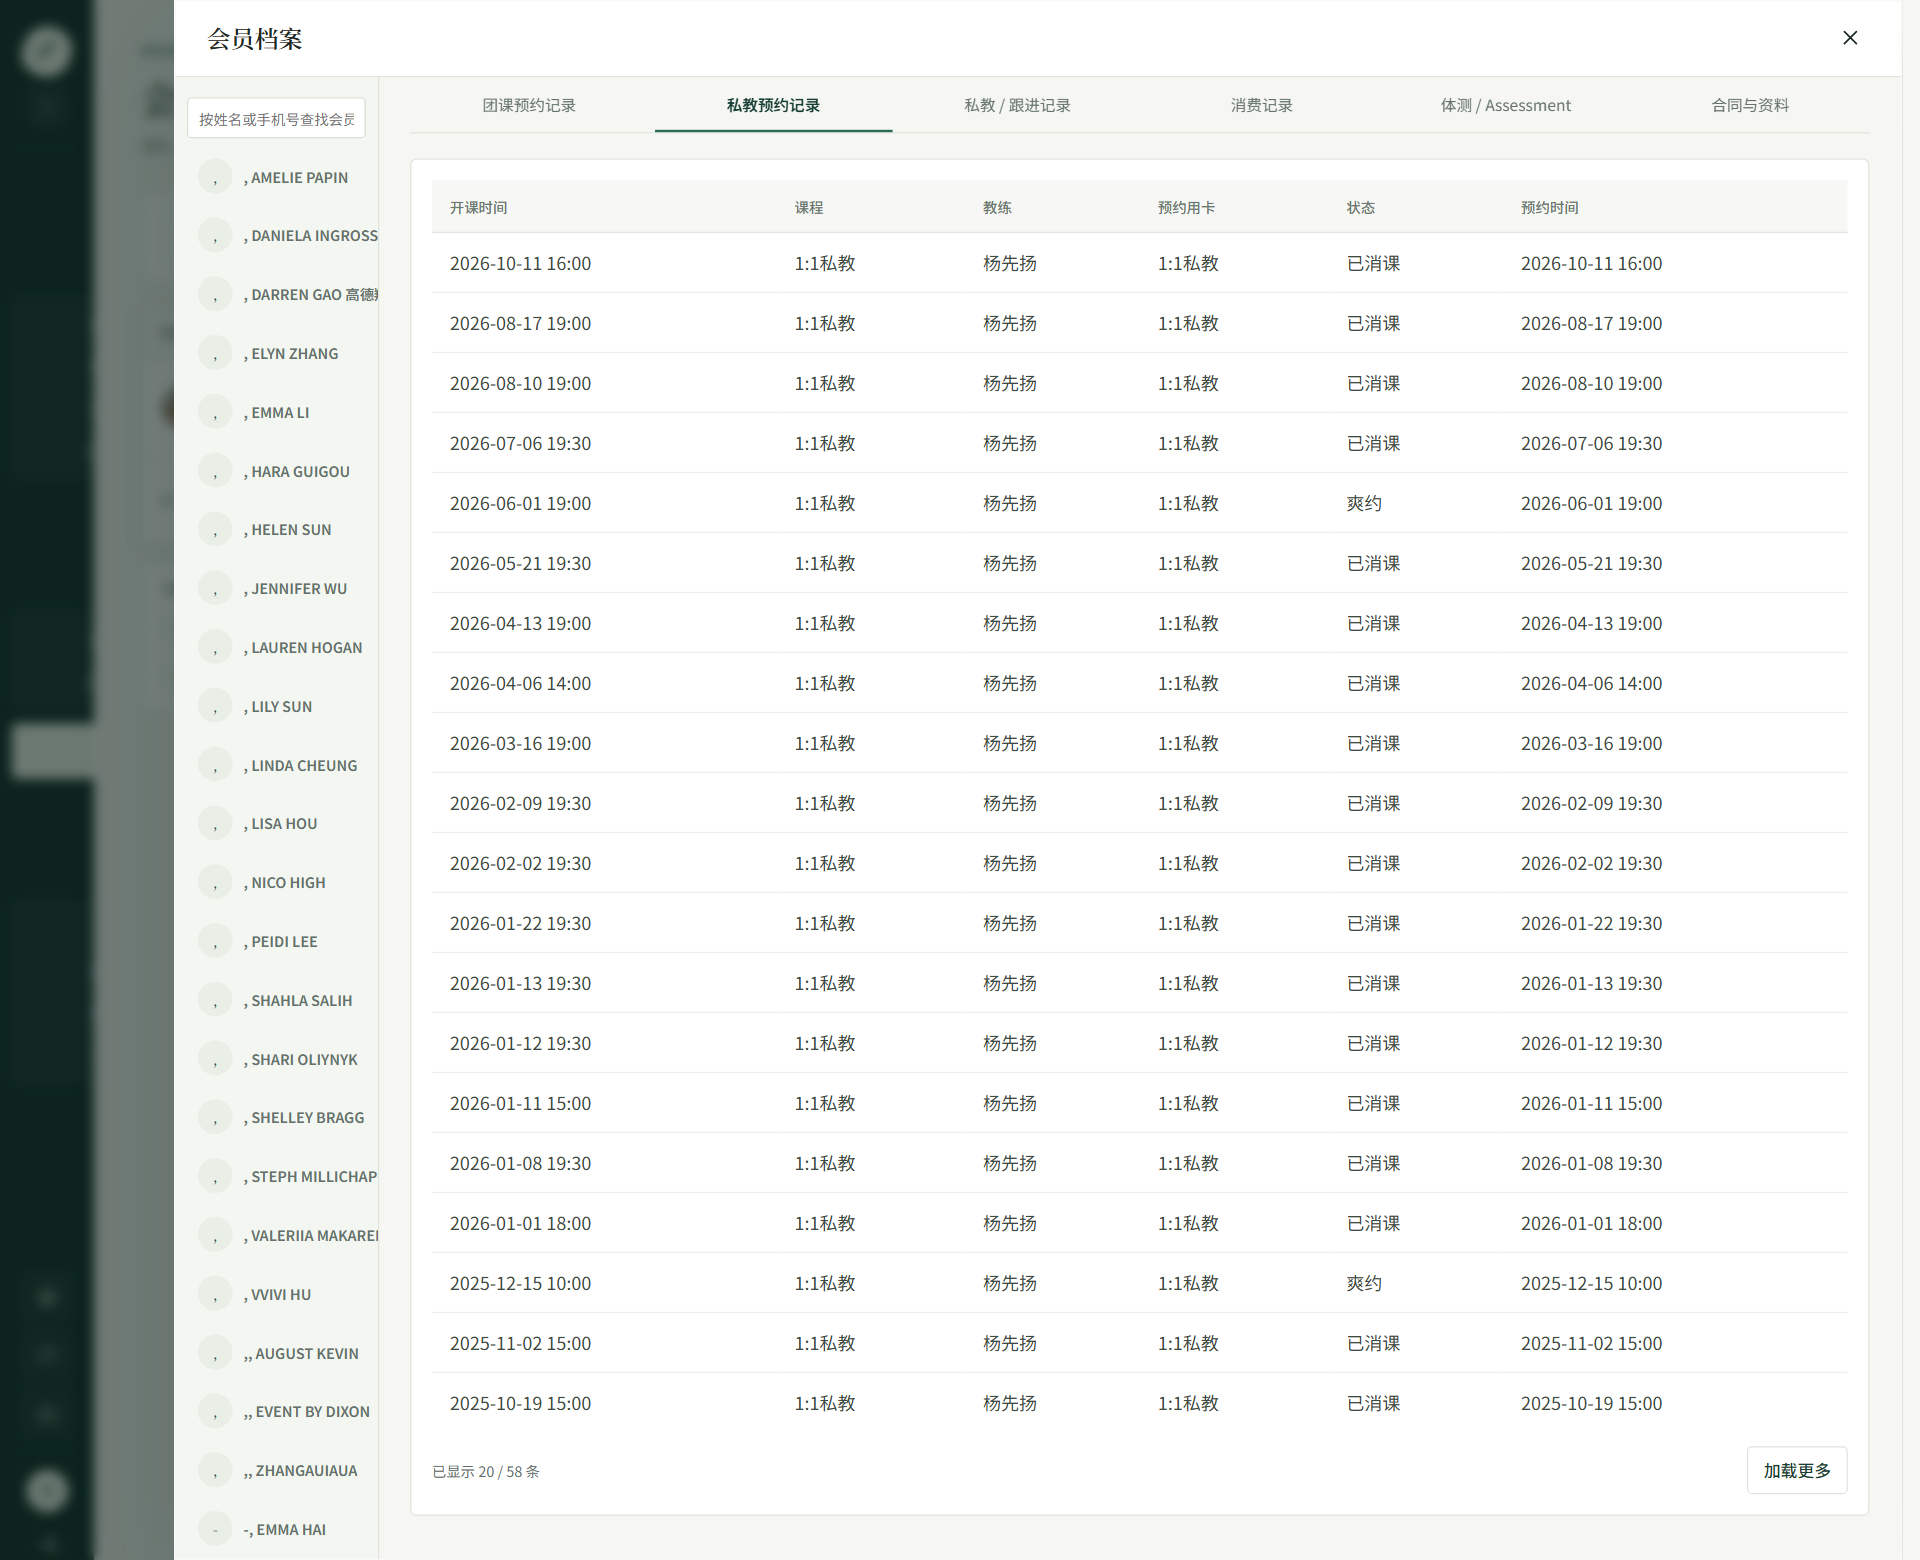 会员档案
按姓名或手机号查找会员
, AMELIE PAPIN
, DANIELA INGROSS
, DARREN GAO 高德
, ELYN ZHANG
, EMMA LI
, HARA GUIGOU
, HELEN SUN
, JENNIFER WU
, LAUREN HOGAN
, LILY SUN
, LINDA CHEUNG
, LISA HOU
, NICO HIGH
, PEIDI LEE
, SHAHLA SALIH
, SHARI OLIYNYK
, SHELLEY BRAGG
, STEPH MILLICHAP
, VALERIIA MAKARE
, VVIVI HU
,, AUGUST KEVIN
,, EVENT BY DIXON
,, ZHANGAUIAUA
- -, EMMA HAI
团课预约记录 私教预约记录 私教 / 跟进记录 消费记录 体测 / Assessment 合同与资料
开课时间 课程 教练 预约用卡 状态 预约时间
2026-10-11 16:00 1:1私教 杨先扬 1:1私教 已消课 2026-10-11 16:00
2026-08-17 19:00 1:1私教 杨先扬 1:1私教 已消课 2026-08-17 19:00
2026-08-10 19:00 1:1私教 杨先扬 1:1私教 已消课 2026-08-10 19:00
2026-07-06 19:30 1:1私教 杨先扬 1:1私教 已消课 2026-07-06 19:30
2026-06-01 19:00 1:1私教 杨先扬 1:1私教 爽约 2026-06-01 19:00
2026-05-21 19:30 1:1私教 杨先扬 1:1私教 已消课 2026-05-21 19:30
2026-04-13 19:00 1:1私教 杨先扬 1:1私教 已消课 2026-04-13 19:00
2026-04-06 14:00 1:1私教 杨先扬 1:1私教 已消课 2026-04-06 14:00
2026-03-16 19:00 1:1私教 杨先扬 1:1私教 已消课 2026-03-16 19:00
2026-02-09 19:30 1:1私教 杨先扬 1:1私教 已消课 2026-02-09 19:30
2026-02-02 19:30 1:1私教 杨先扬 1:1私教 已消课 2026-02-02 19:30
2026-01-22 19:30 1:1私教 杨先扬 1:1私教 已消课 2026-01-22 19:30
2026-01-13 19:30 1:1私教 杨先扬 1:1私教 已消课 2026-01-13 19:30
2026-01-12 19:30 1:1私教 杨先扬 1:1私教 已消课 2026-01-12 19:30
2026-01-11 15:00 1:1私教 杨先扬 1:1私教 已消课 2026-01-11 15:00
2026-01-08 19:30 1:1私教 杨先扬 1:1私教 已消课 2026-01-08 19:30
2026-01-01 18:00 1:1私教 杨先扬 1:1私教 已消课 2026-01-01 18:00
2025-12-15 10:00 1:1私教 杨先扬 1:1私教 爽约 2025-12-15 10:00
2025-11-02 15:00 1:1私教 杨先扬 1:1私教 已消课 2025-11-02 15:00
2025-10-19 15:00 1:1私教 杨先扬 1:1私教 已消课 2025-10-19 15:00
已显示 20 / 58 条
加载更多